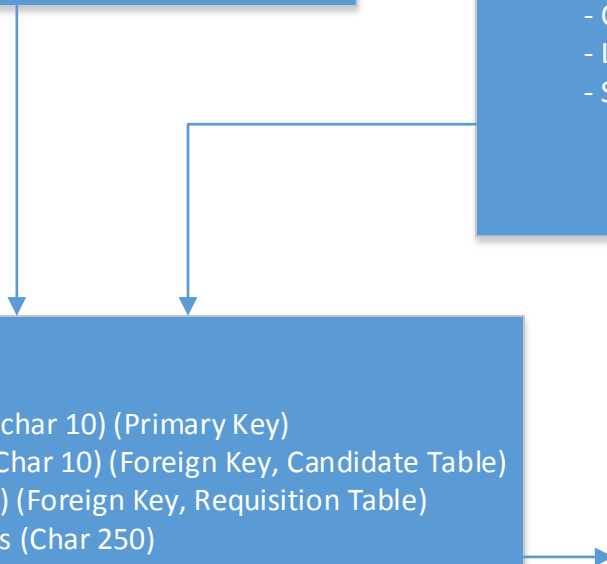 - C
- L
- S
char 10) (Primary Key)
Char 10) (Foreign Key, Candidate Table)
) (Foreign Key, Requisition Table)
s (Char 250)